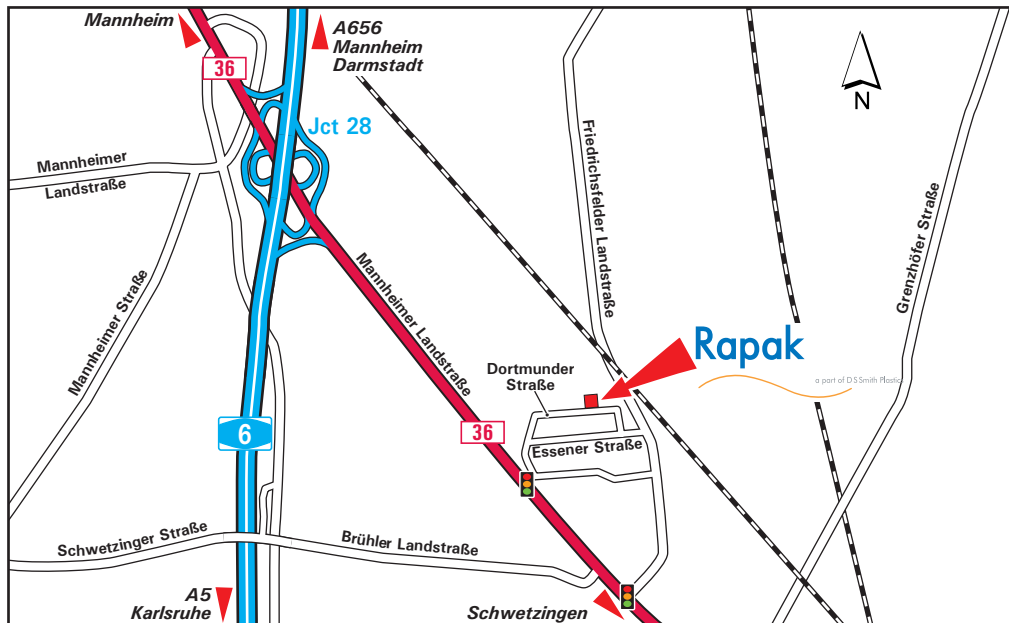 Mannheim
A656
Mannheim
Darmstadt
36
N
Jct 28
Mannheimer
Landstraße
Friedrichsfelder Landstraße
Grenzhöfer Straße
Mannheimer Straße
Mannheimer Landstraße
Rapak
a part of DS Smith Plastics
Dortmunder
Straße
6
36
Essener Straße
Schwetzinger Straße
Brühler Landstraße
A5
Karlsruhe
Schwetzingen